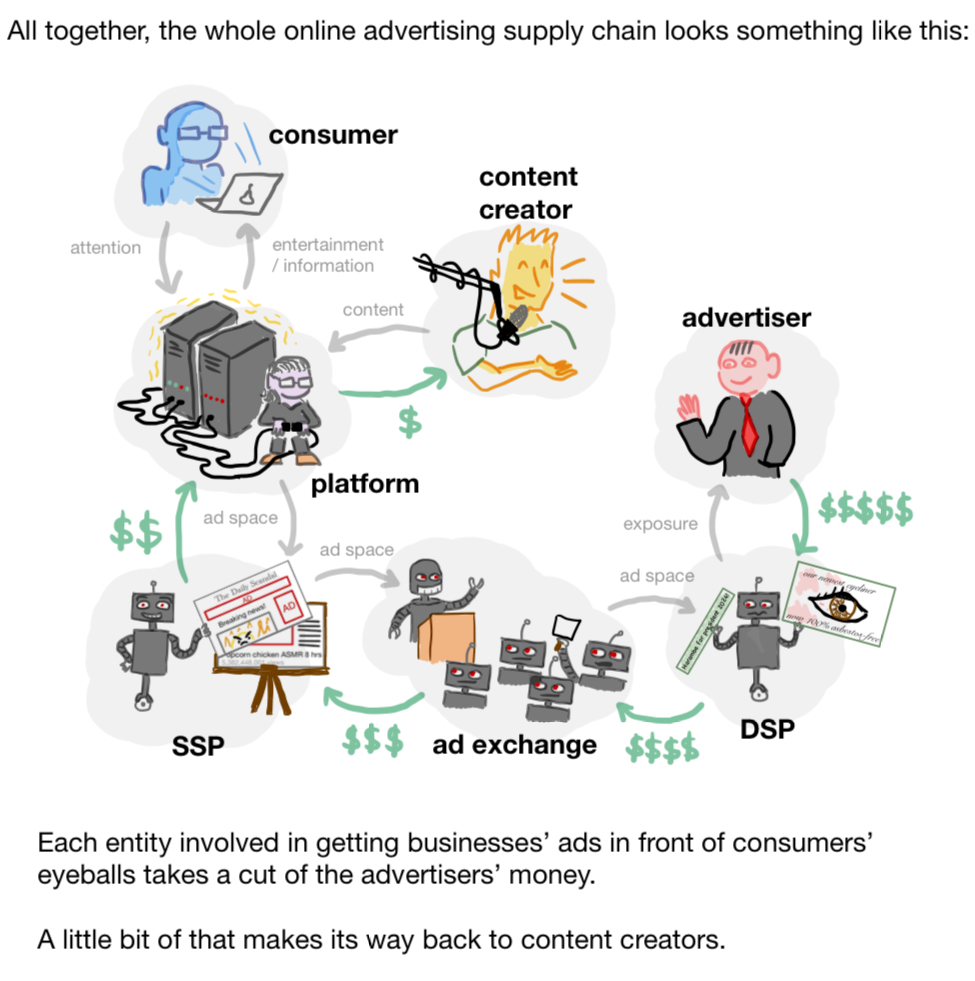 All together, the whole online advertising supply chain looks something like this:
consumer
content
creator
attention
entertainment
/ information
content
advertiser
$
platform
$$
ad space
ad space
exposure
$$$$$
ad space
The Daily Scandal
AD
Breaking news!
AD
popcorn chicken ASMR 8 hrs
Harambe for president 2024!
our newest eyeliner
now 100% asbestos free
SSP
$$$
ad exchange
$$$$
DSP
Each entity involved in getting businesses’ ads in front of consumers’
eyeballs takes a cut of the advertisers’ money.
A little bit of that makes its way back to content creators.